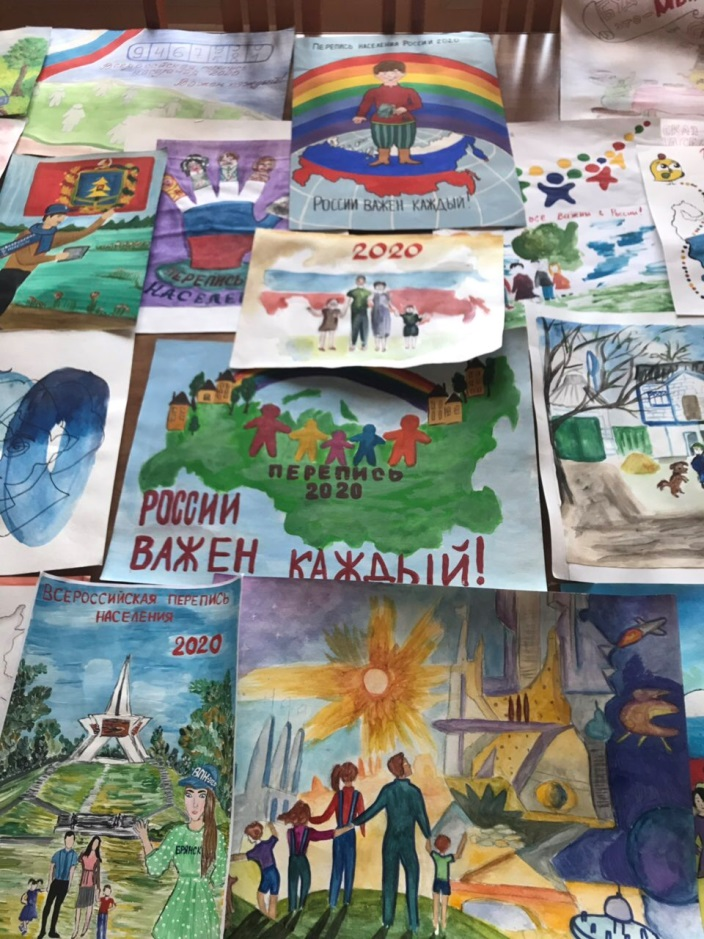 ПЕРЕПИСЬ НАСЕЛЕНИЯ РОССИИ 2020
РОССИИ ВАЖЕН КАЖДЫЙ!
ПЕРЕПИСЬ
НАСЕЛЕ
ВСЕ ВАЖНЫ В РОССИИ!
2020
ПЕРЕПИСЬ
2020
РОССИИ
ВАЖЕН КАЖДЫЙ!
ВСЕРОССИЙСКАЯ ПЕРЕПИСЬ
НАСЕЛЕНИЯ
2020
БРЯНСК